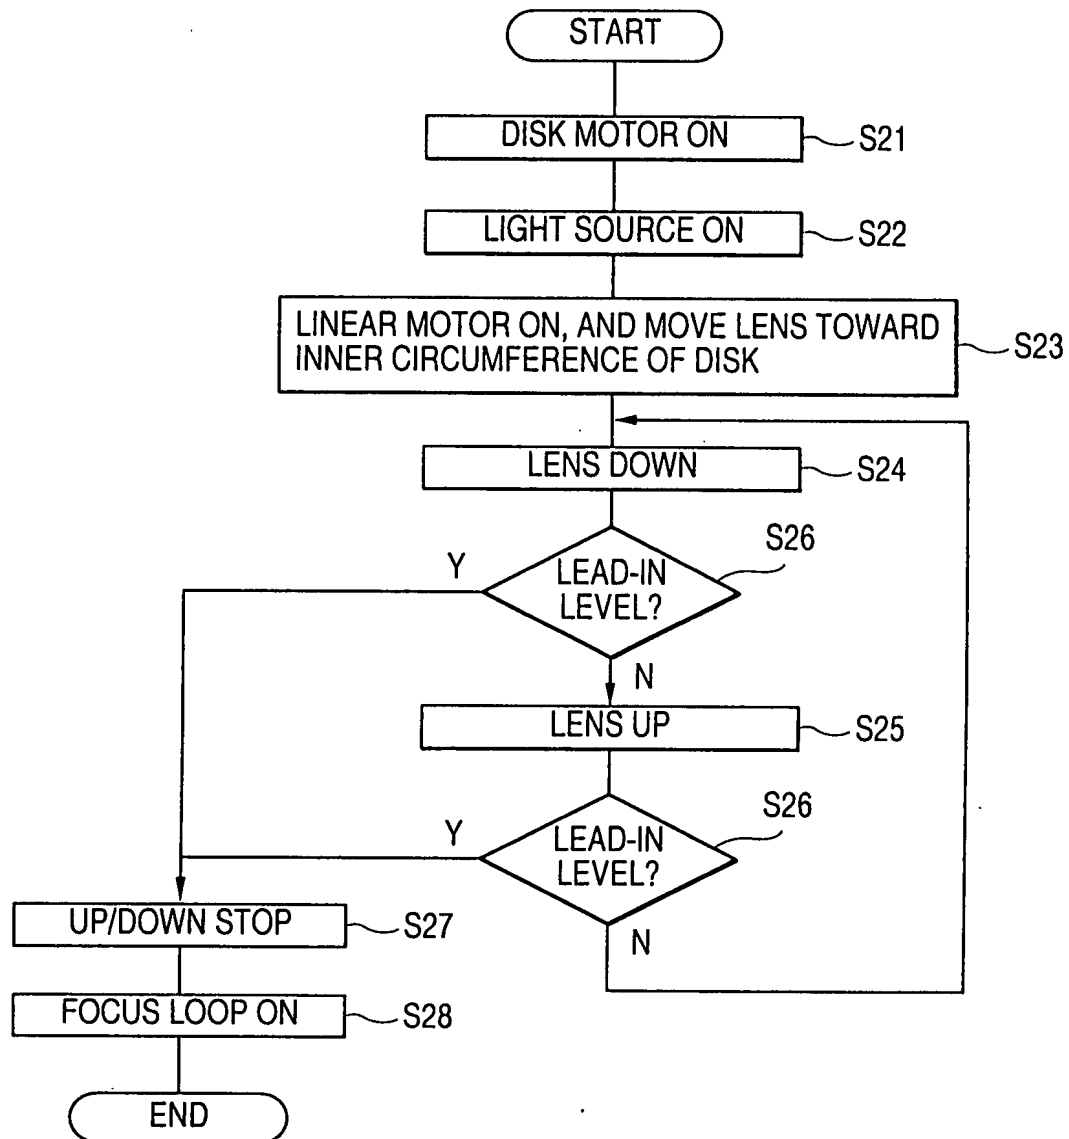 START
DISK MOTOR ON
S21
LIGHT SOURCE ON
S22
LINEAR MOTOR ON, AND MOVE LENS TOWARD
INNER CIRCUMFERENCE OF DISK
S23
LENS DOWN
S24
S26
Y
LEAD-IN
LEVEL?
N
LENS UP
S25
S26
Y
LEAD-IN
LEVEL?
N
UP/DOWN STOP
S27
FOCUS LOOP ON
S28
END